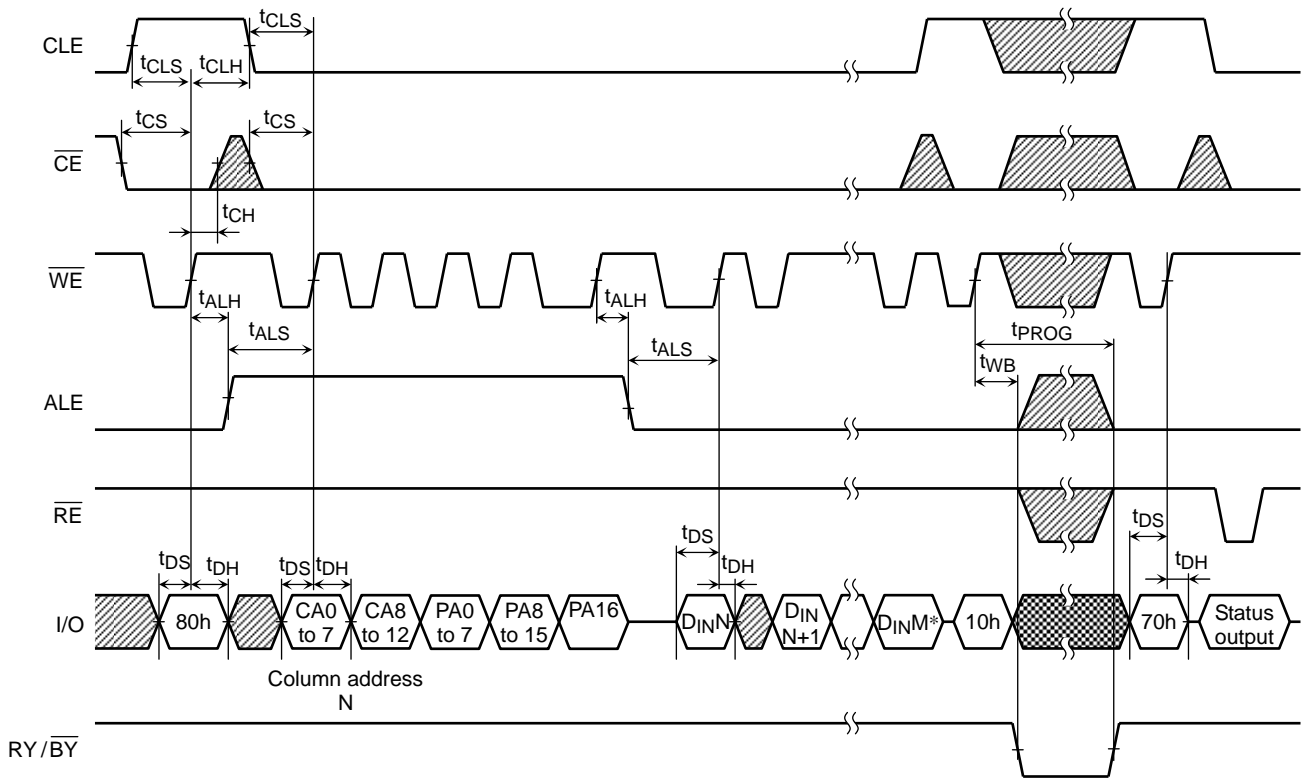 tCLS
CLE
tCLS tCLH
tCS tCS
CE
tCH
WE
tALH tALH
tALS tALS
tPROG
tWB
ALE
RE
tDS tDH tDS tDH tDS tDH tDS tDH
I/O
80h
CA0
to 7
CA8
to 12
PA0
to 7
PA8
to 15
PA16
DINN
DIN
N+1
DINM*
10h
70h
Status
output
Column address
N
RY/BY